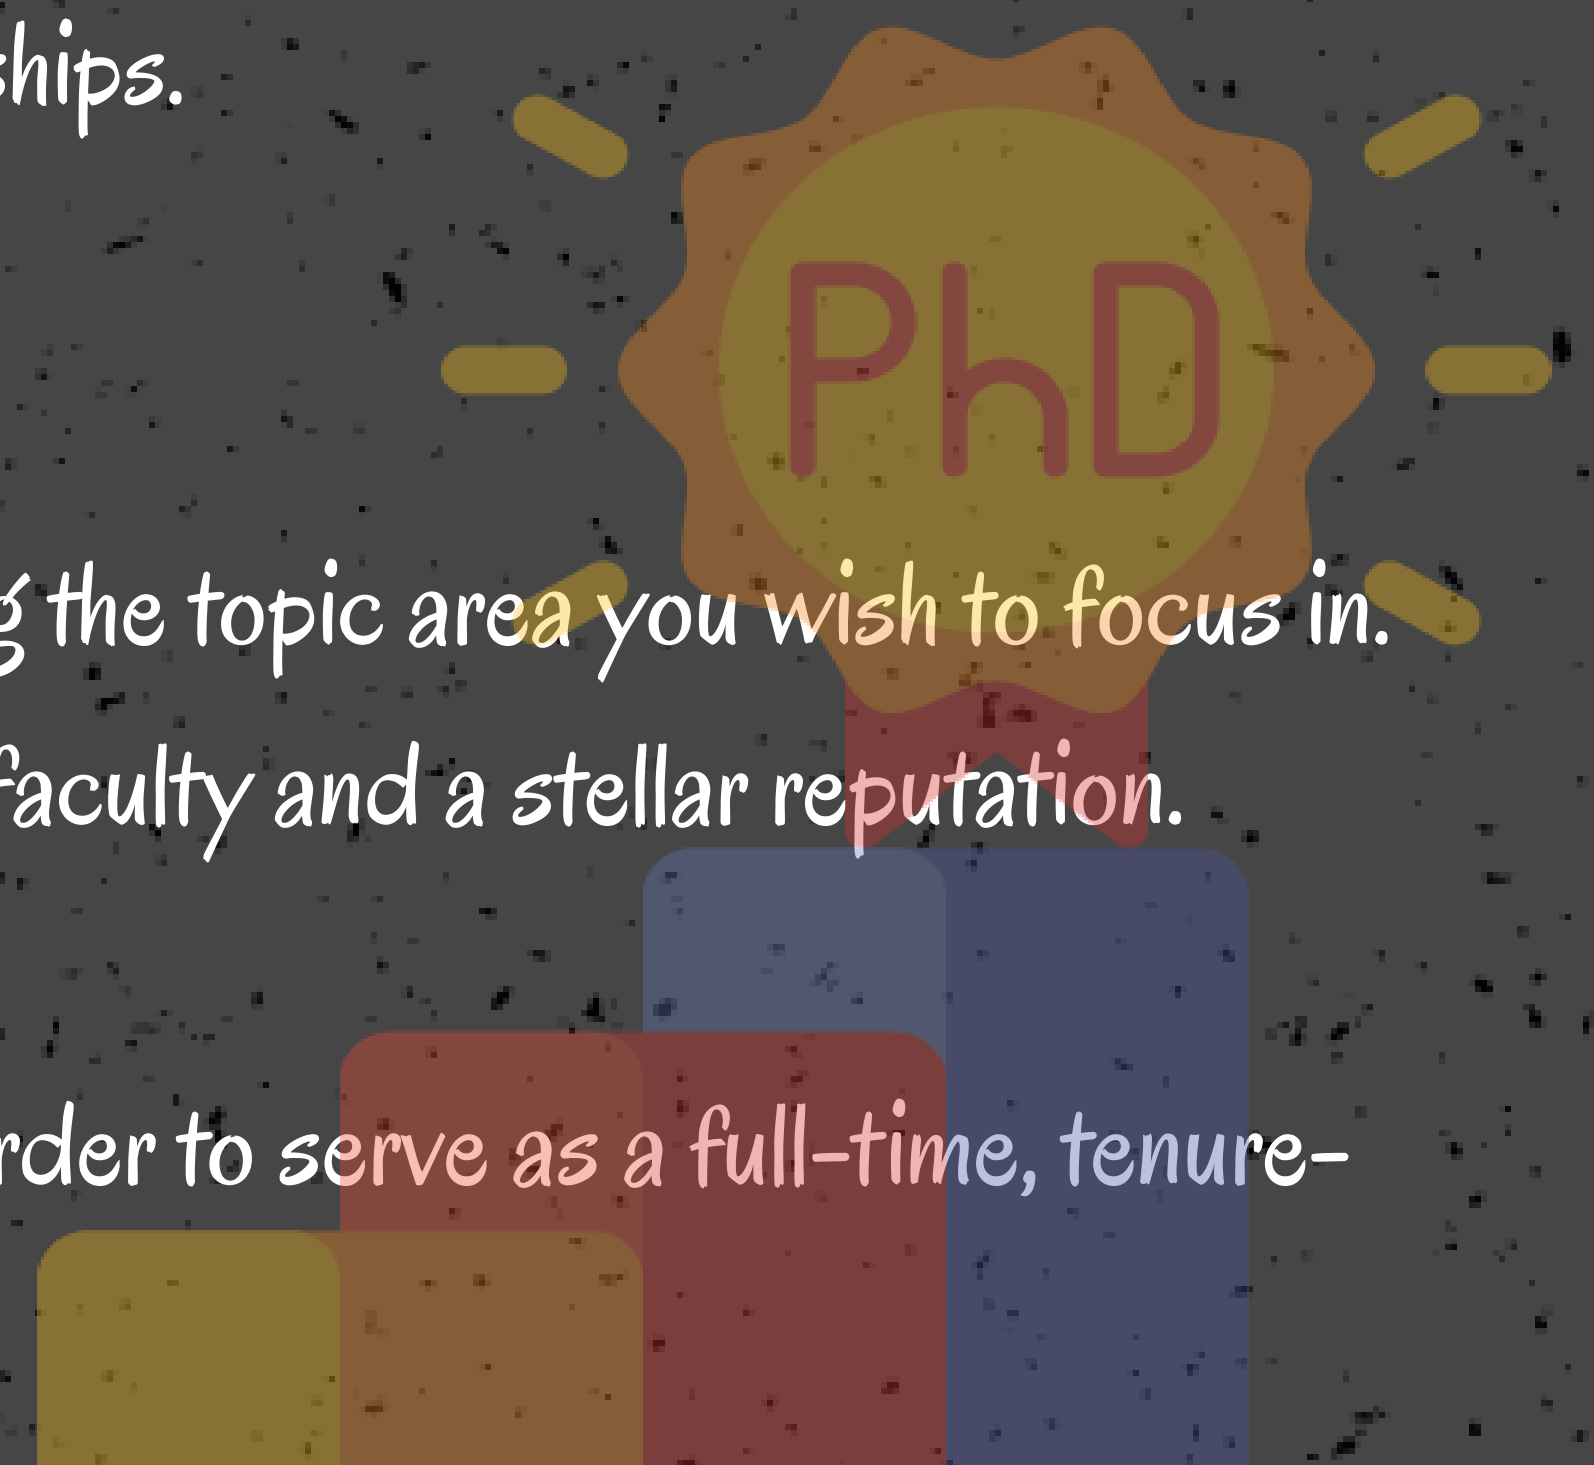 ships.
PhD
g the topic area you wish to focus in.
faculty and a stellar reputation.
rder to serve as a full-time, tenure-